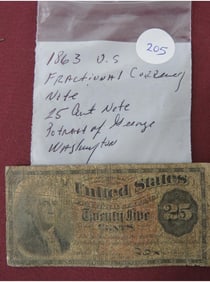 205
1863 U.S
FRACTIONAL CURRENCY
Note
25 Cent Note
Portrait of George
Washington
United States
Twenty Five
CENTS
25